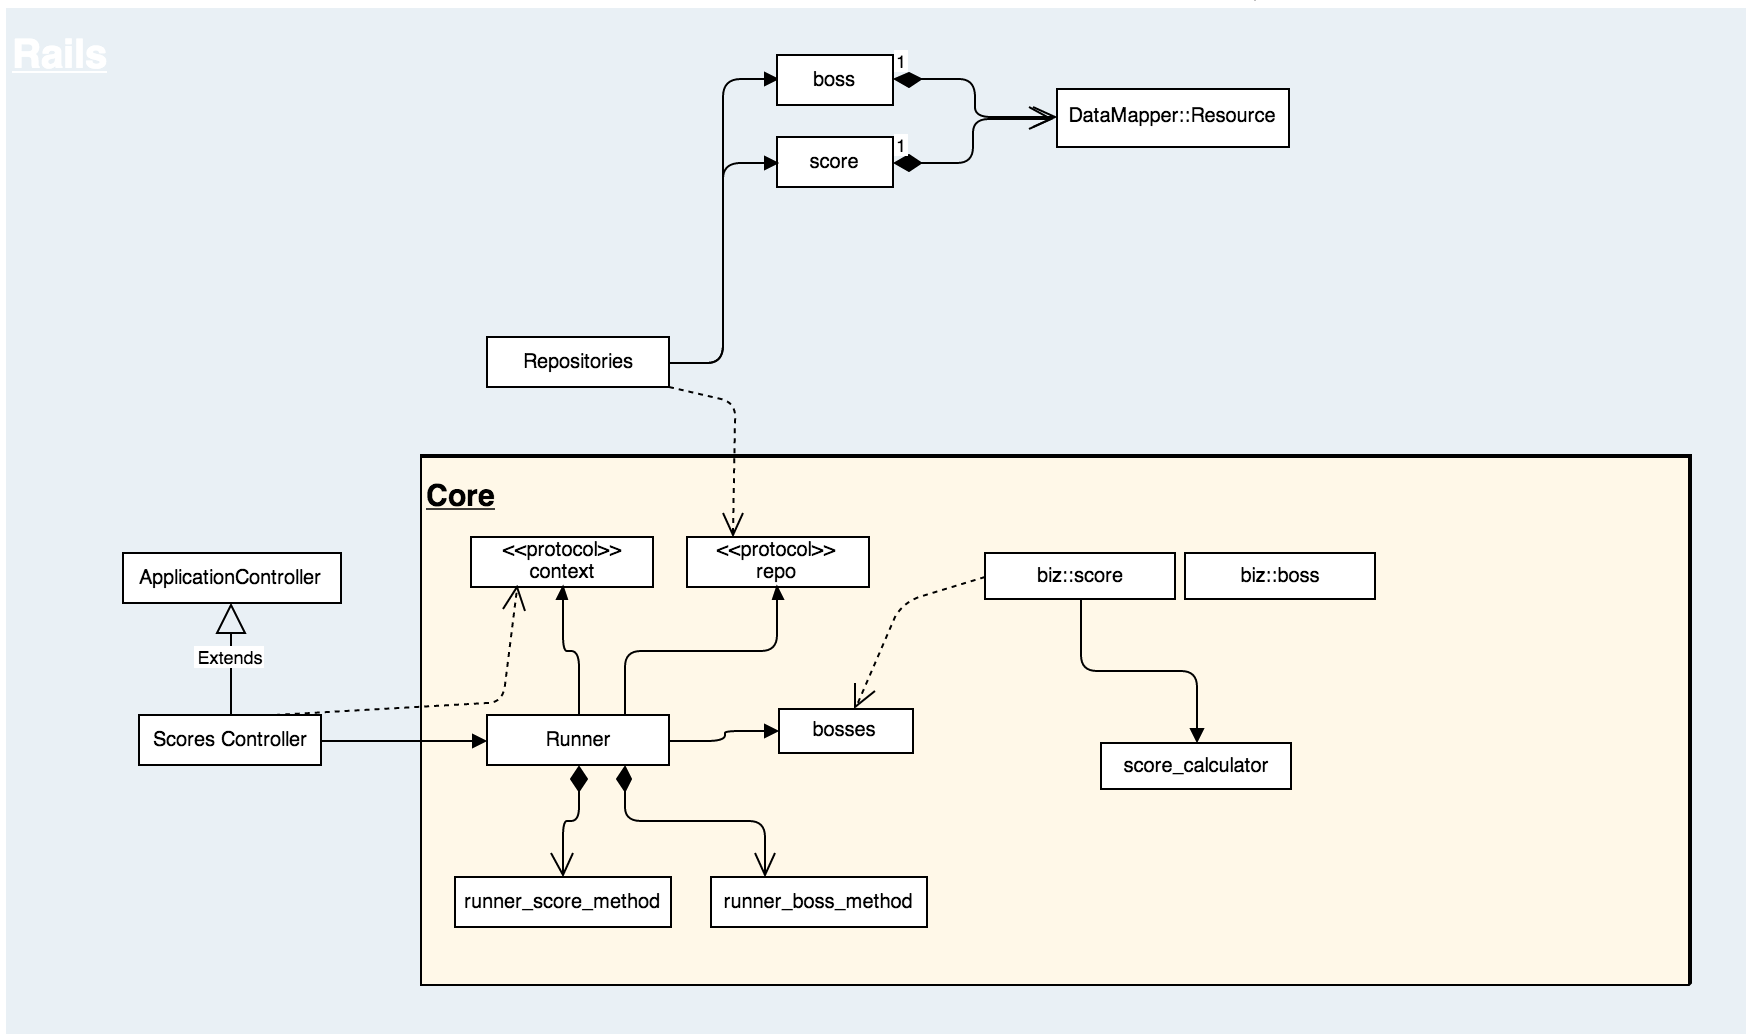 Rails
boss
1
DataMapper::Resource
score
1
Repositories
Core
<<protocol>>
context
<<protocol>>
repo
biz::score
biz::boss
ApplicationController
Extends
Scores Controller
Runner
bosses
score_calculator
runner_score_method
runner_boss_method